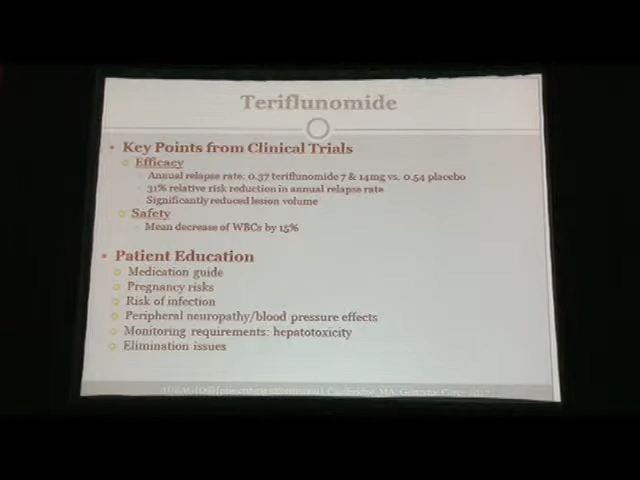 Teriflunomide
Key Points from Clinical Trials
Efficacy
Annual relapse rate: 0.37 teriflunomide 7 & 14mg vs. 0.54 placebo
31% relative risk reduction in annual relapse rate
Significantly reduced lesion volume
Safety
Mean decrease of WBCs by 15%
Patient Education
Medication guide
Pregnancy risks
Risk of infection
Peripheral neuropathy/blood pressure effects
Monitoring requirements: hepatotoxicity
Elimination issues
Cambridge, MA: